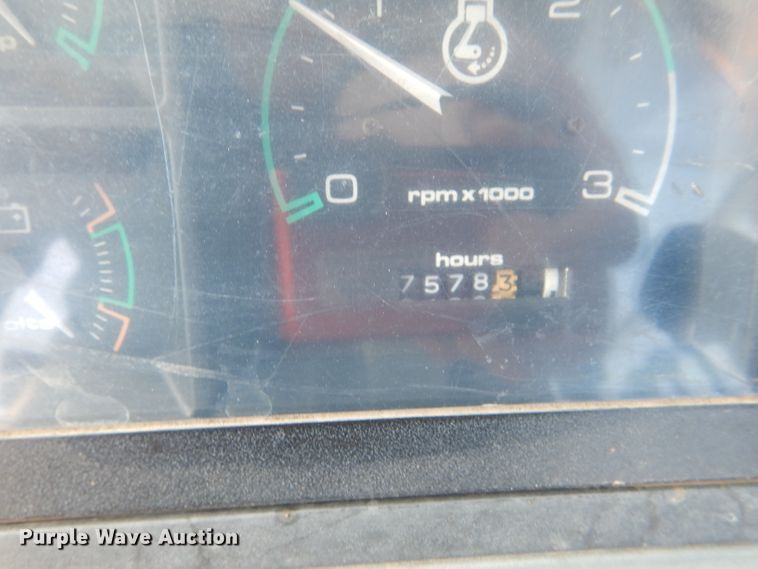 1 2
0 rpm x 1000 3
hours
75783
Purple Wave Auction®